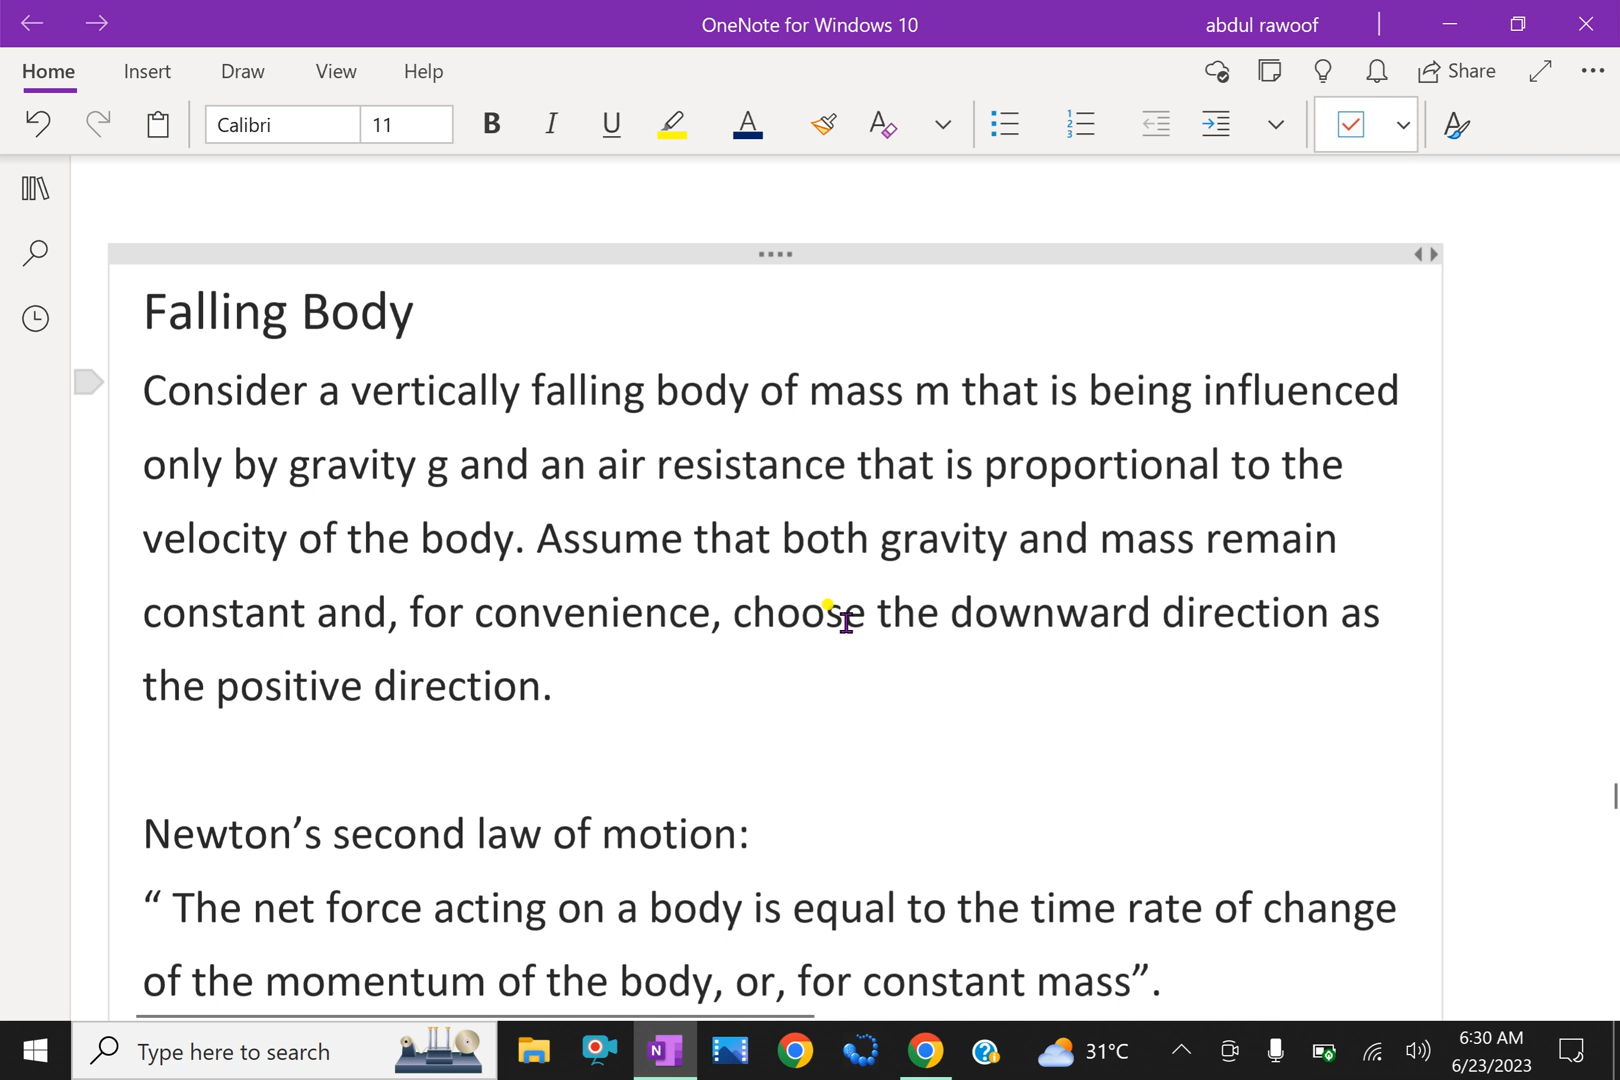 OneNote for Windows 10
abdul rawoof
Home Insert Draw View Help Share
Calibri 11 B I U A A
Falling Body
Consider a vertically falling body of mass m that is being influenced
only by gravity g and an air resistance that is proportional to the
velocity of the body. Assume that both gravity and mass remain
constant and, for convenience, choose the downward direction as
the positive direction.
Newton’s second law of motion:
“ The net force acting on a body is equal to the time rate of change
of the momentum of the body, or, for constant mass”.
Type here to search
31°C
6:30 AM
6/23/2023